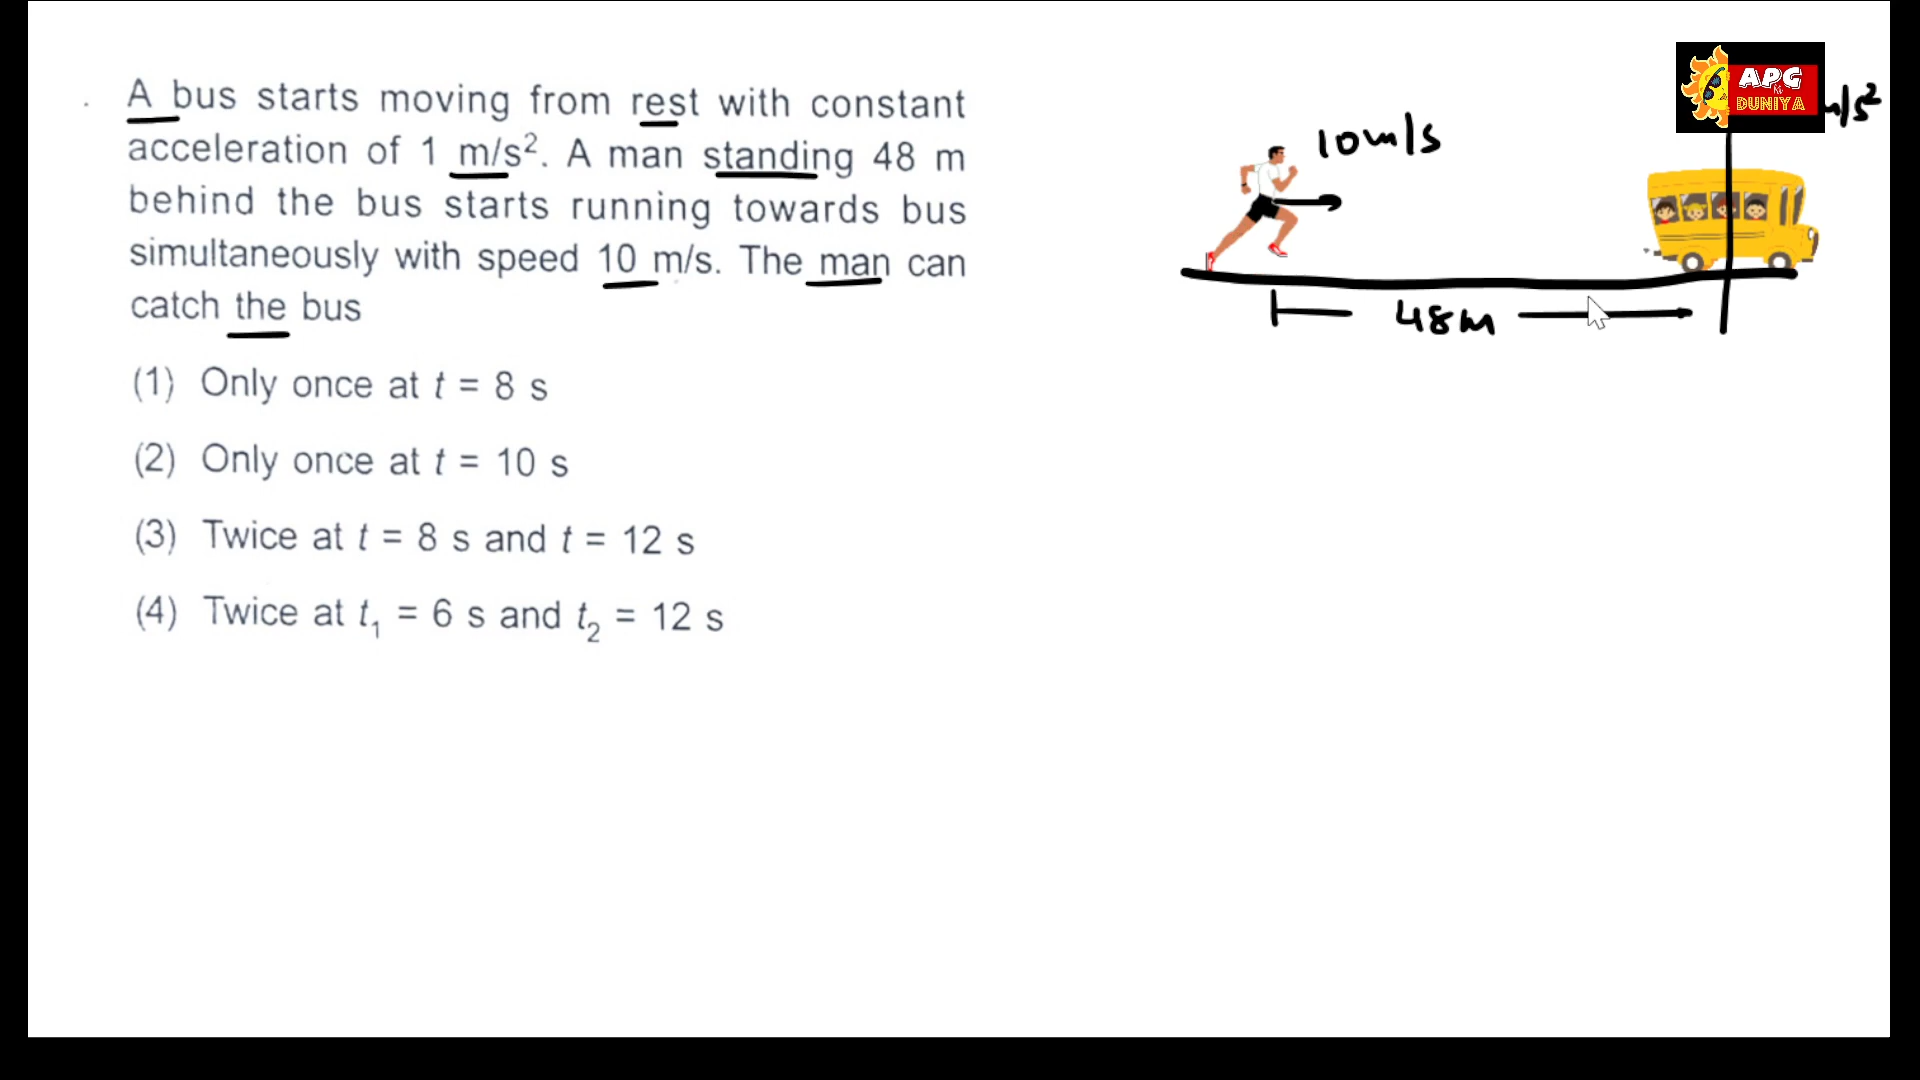 A bus starts moving from rest with constant
acceleration of 1 m/s². A man standing 48 m
behind the bus starts running towards bus
simultaneously with speed 10 m/s. The man can
catch the bus
(1) Only once at t = 8 s
(2) Only once at t = 10 s
(3) Twice at t = 8 s and t = 12 s
(4) Twice at t₁ = 6 s and t₂ = 12 s
10m/s
APG
ki
DUNIYA
m/s²
48m